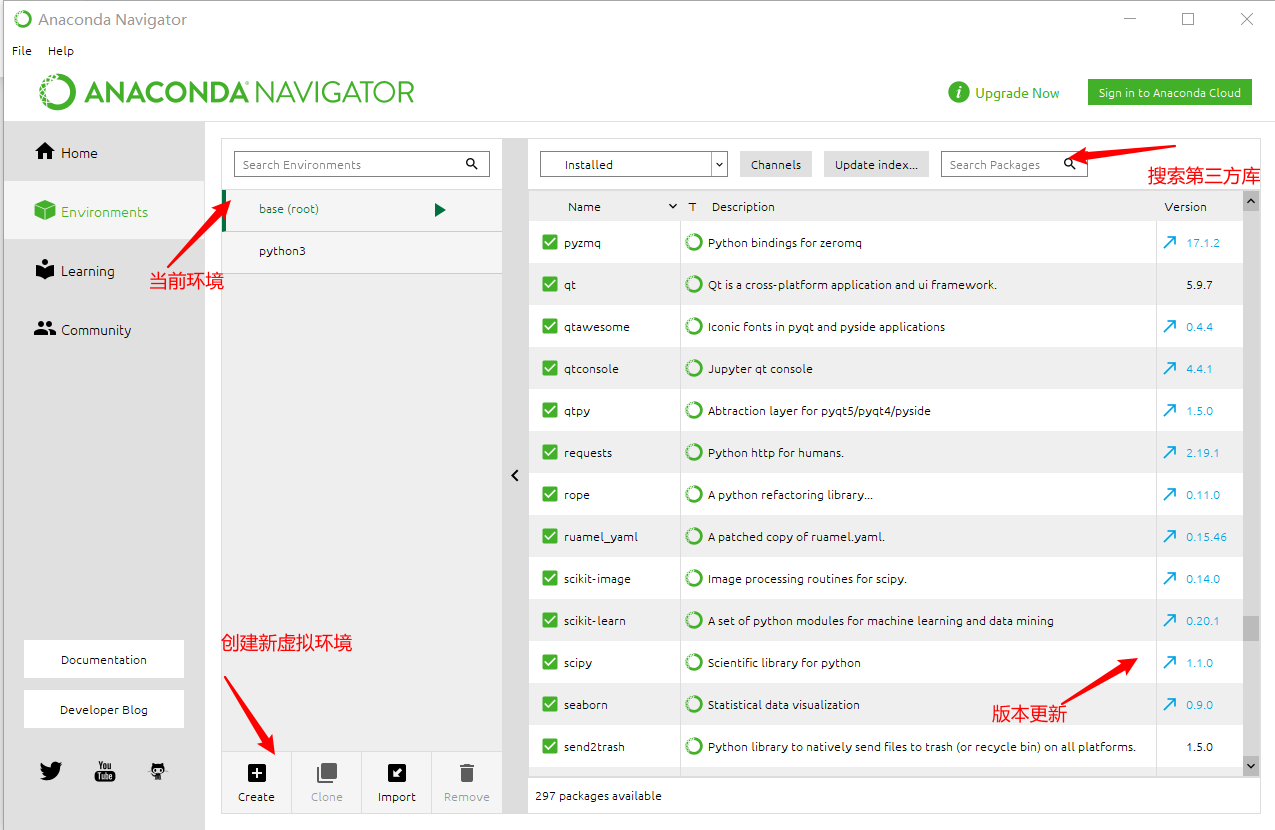 Anaconda Navigator
File Help
ANACONDA NAVIGATOR
Upgrade Now
Sign in to Anaconda Cloud
Home
Environments
Learning
Community
Documentation
Developer Blog
You Tube
Search Environments
base (root)
python3
当前环境
创建新虚拟环境
Create Clone Import Remove
Installed Channels Update index... Search Packages
搜索第三方库
Name T Description Version
pyzmq Python bindings for zeromq 17.1.2
qt Qt is a cross-platform application and ui framework. 5.9.7
qtawesome Iconic fonts in pyqt and pyside applications 0.4.4
qtconsole Jupyter qt console 4.4.1
qtpy Abtraction layer for pyqt5/pyqt4/pyside 1.5.0
requests Python http for humans. 2.19.1
rope A python refactoring library... 0.11.0
ruamel_yaml A patched copy of ruamel.yaml. 0.15.46
scikit-image Image processing routines for scipy. 0.14.0
scikit-learn A set of python modules for machine learning and data mining 0.20.1
scipy Scientific library for python 1.1.0
seaborn Statistical data visualization 0.9.0
版本更新
send2trash Python library to natively send files to trash (or recycle bin) on all platforms. 1.5.0
297 packages available